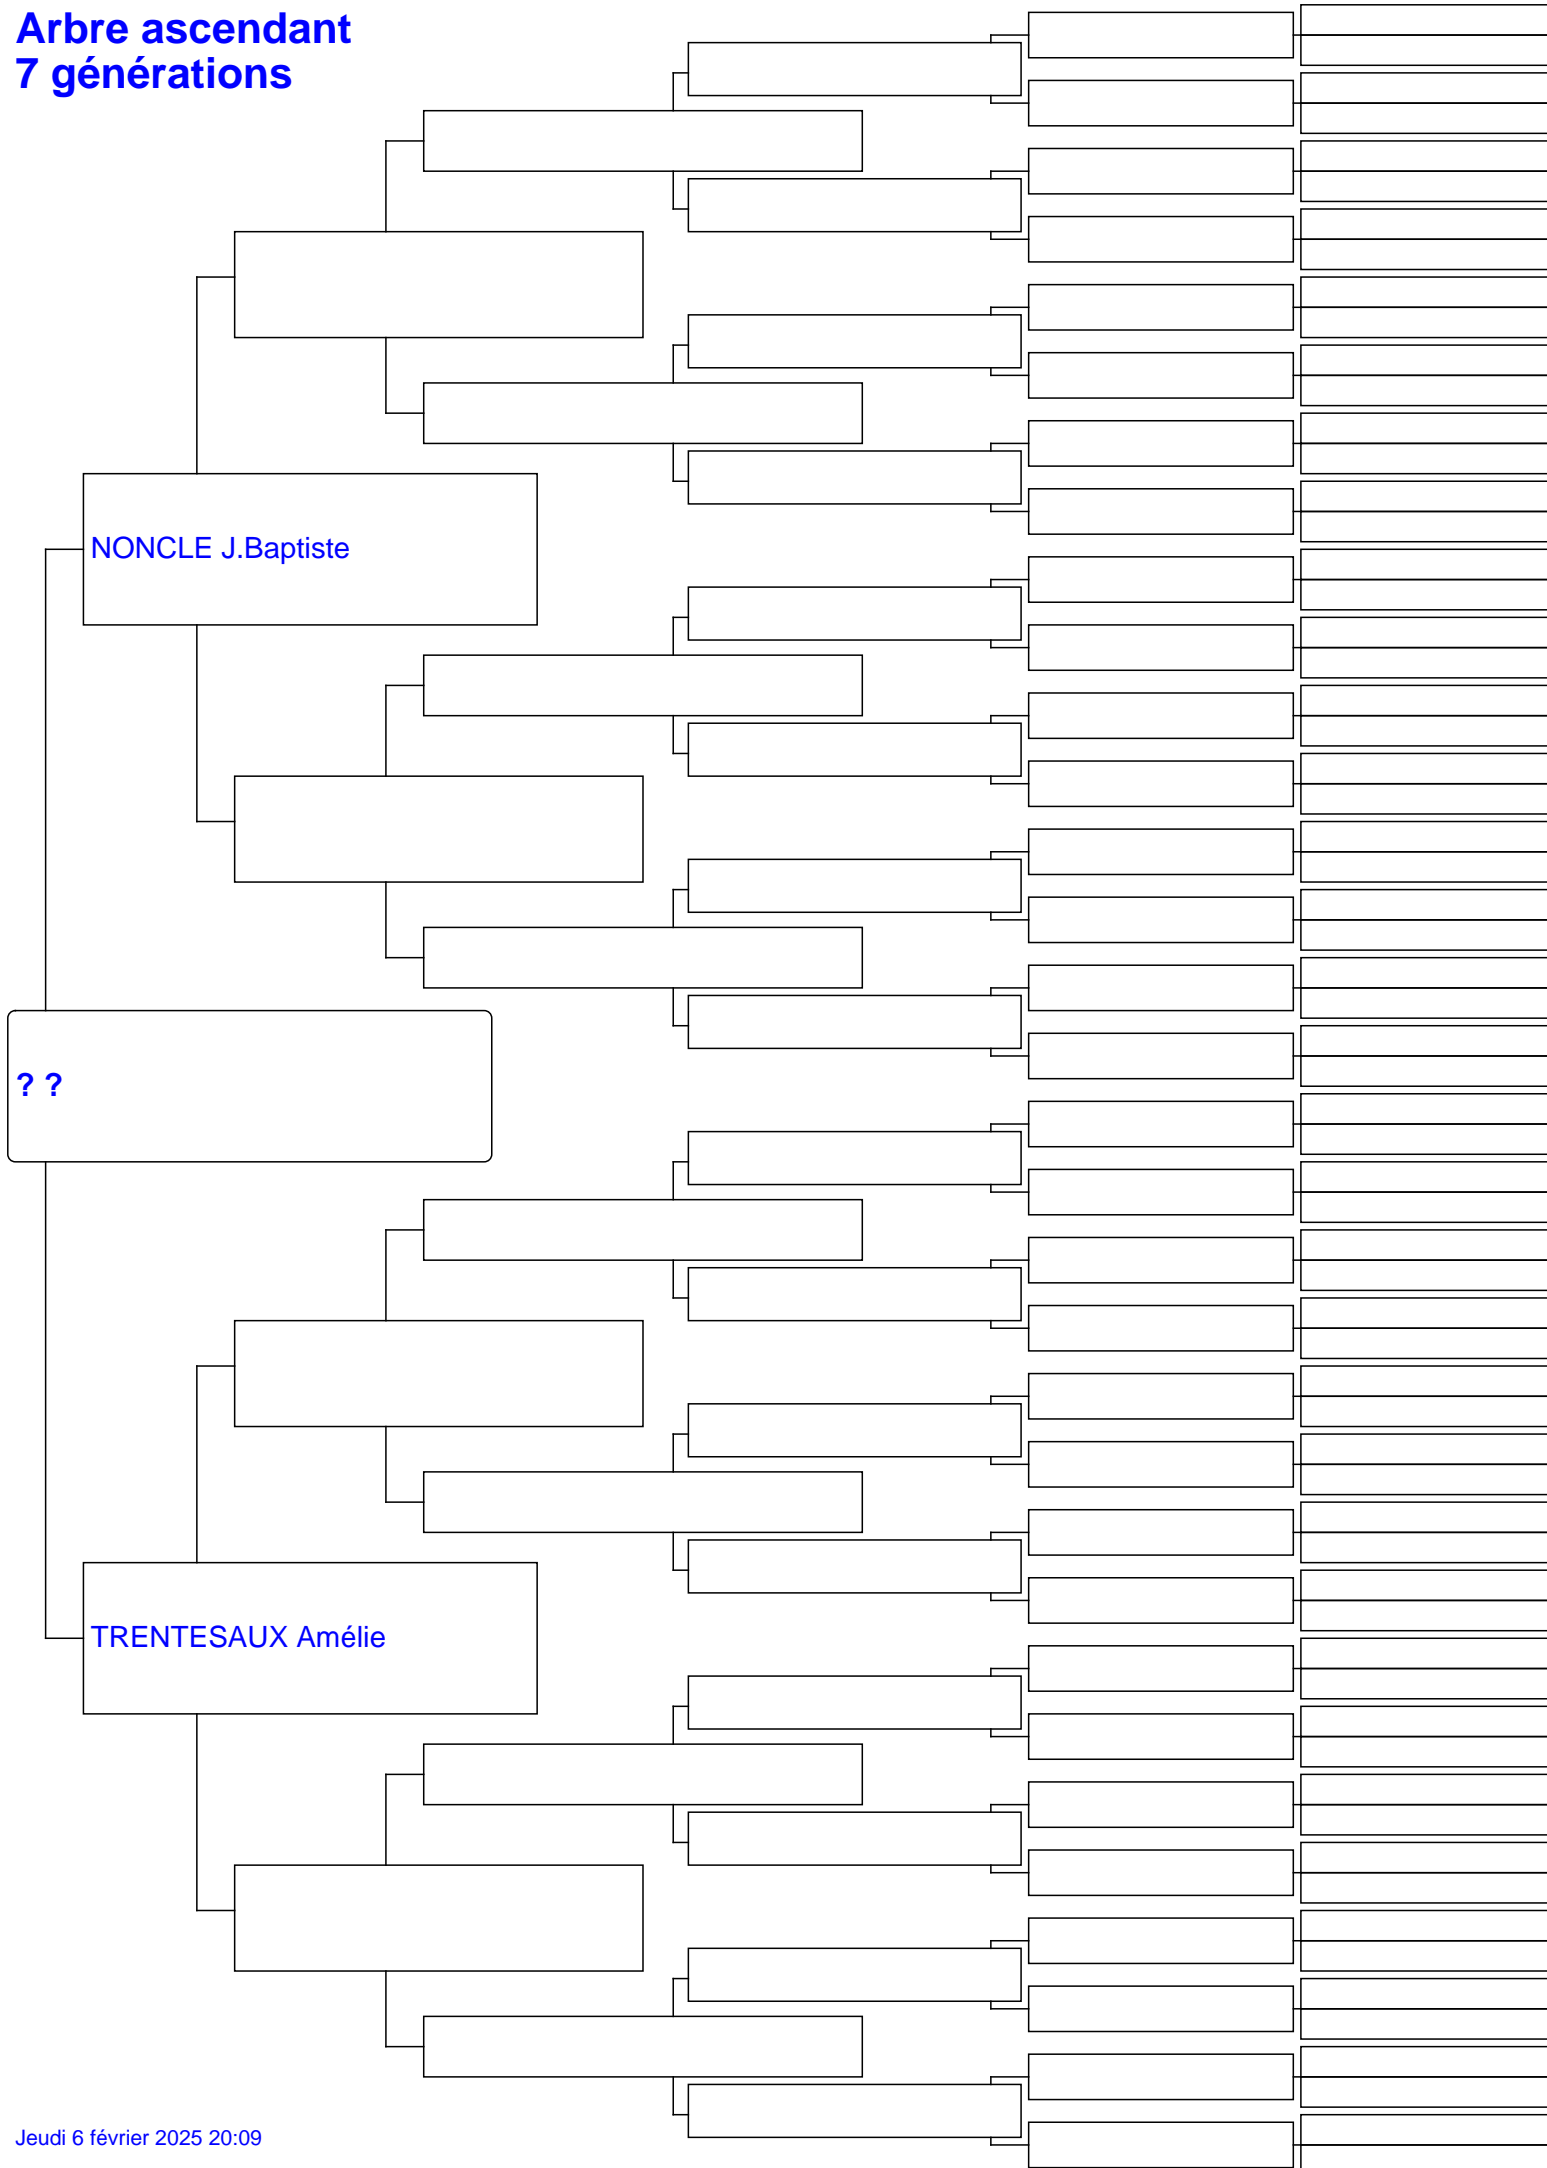 Arbre ascendant
7 générations
NONCLE J.Baptiste
? ?
TRENTESAUX Amélie
Jeudi 6 février 2025 20:09